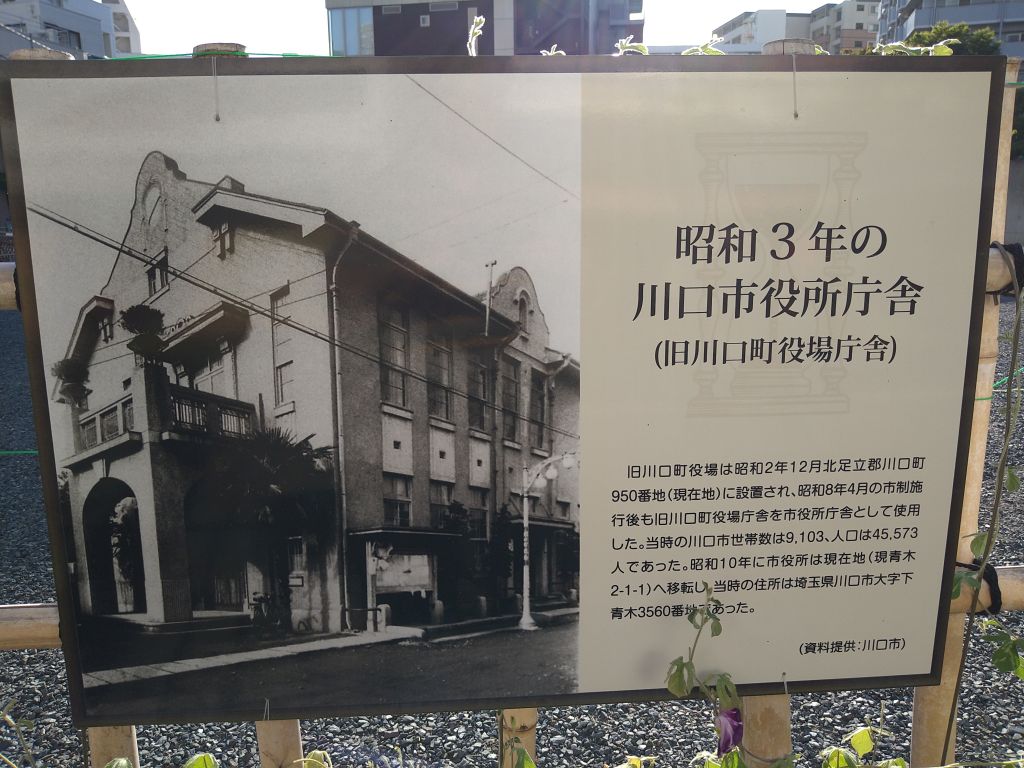 昭和3年の
川口市役所庁舎
(旧川口町役場庁舎)
旧川口町役場は昭和2年12月北足立郡川口町
950番地(現在地)に設置され、昭和8年4月の市制施
行後も旧川口町役場庁舎を市役所庁舎として使用
した。当時の川口市世帯数は9,103、人口は45,573
人であった。昭和10年に市役所は現在地(現青木
2-1-1)へ移転し、当時の住所は埼玉県川口市大字下
青木3560番地であった。
(資料提供:川口市)